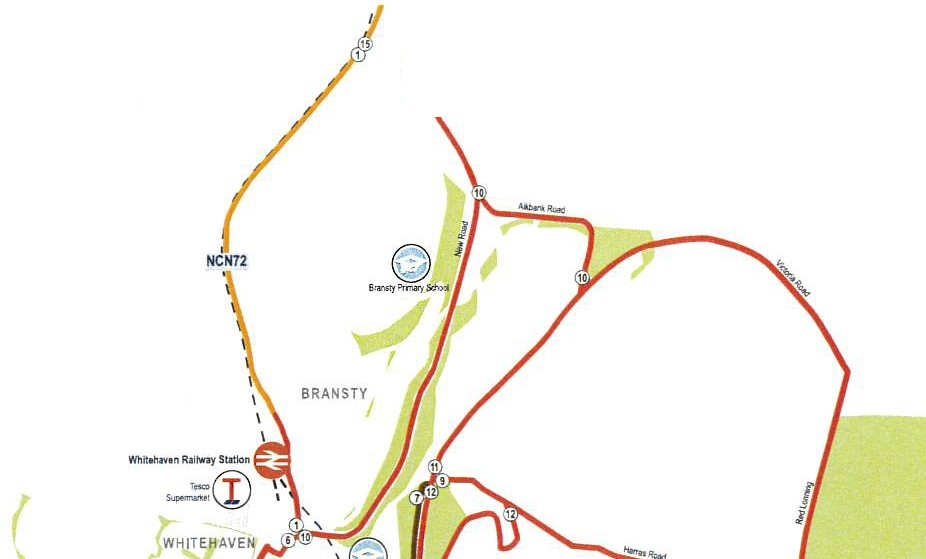 15
1
10
Aikbank Road
New Road
NCN72
10
Bransty Primary School
Victoria Road
BRANSTY
Whitehaven Railway Station
11
9
12
7
Tesco
Supermarket
T
12
Red Lonning
1
10
6
WHITEHAVEN
Harras Road